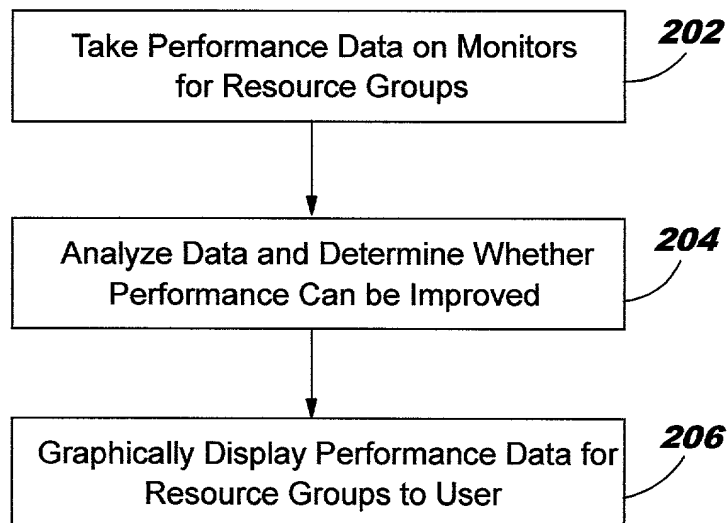 Take Performance Data on Monitors
for Resource Groups
202
Analyze Data and Determine Whether
Performance Can be Improved
204
Graphically Display Performance Data for
Resource Groups to User
206